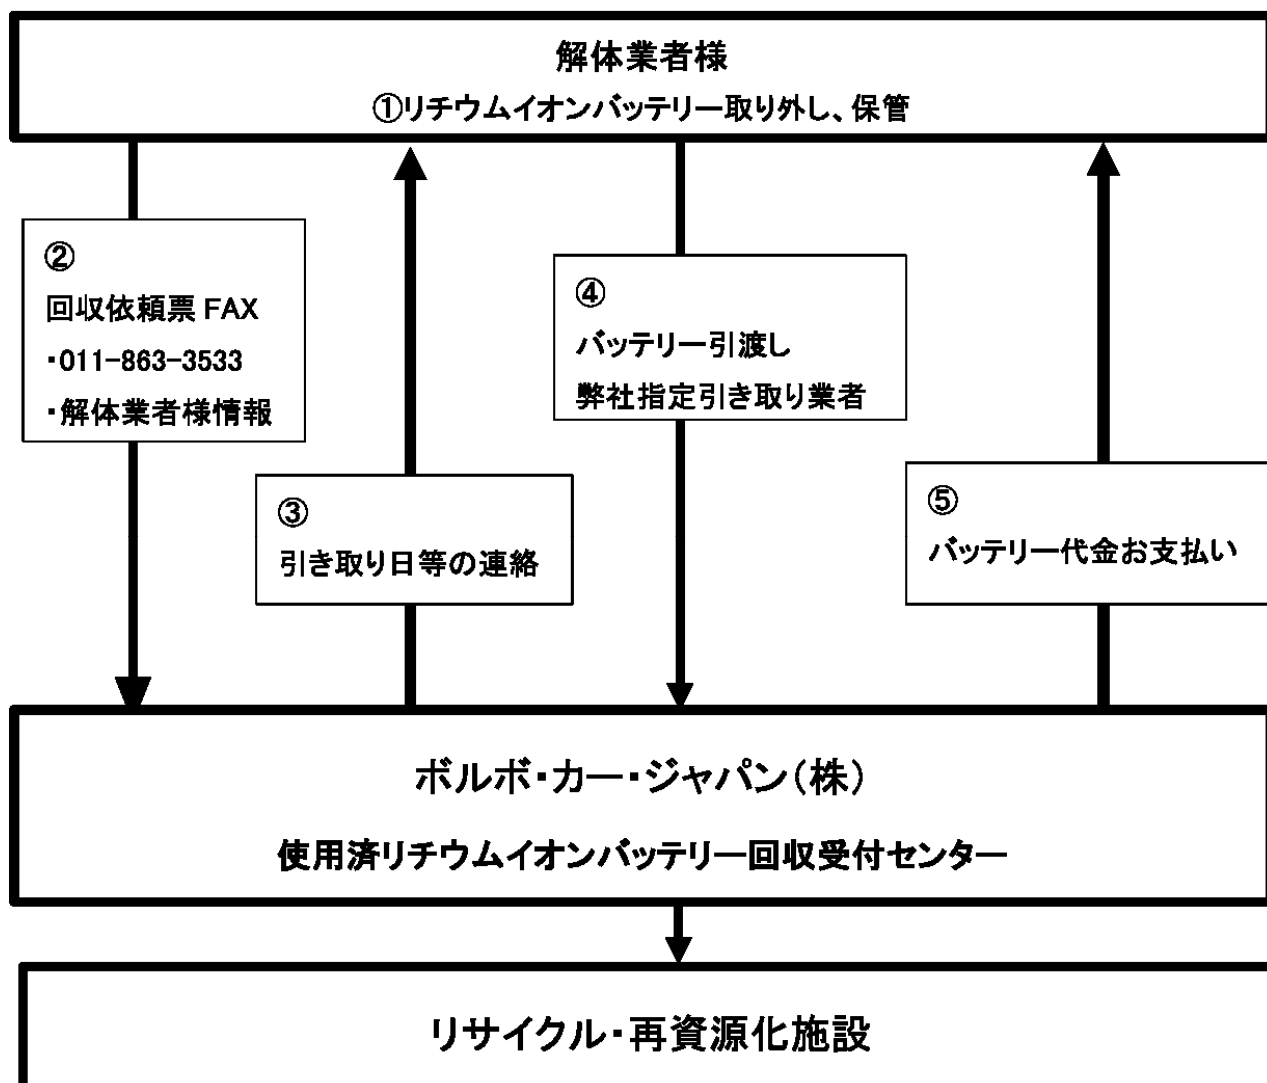 解体業者様
①リチウムイオンバッテリー取り外し、保管
②
回収依頼票 FAX
・011-863-3533
・解体業者様情報
③
引き取り日等の連絡
④
バッテリー引渡し
弊社指定引き取り業者
⑤
バッテリー代金お支払い
ボルボ・カー・ジャパン(株)
使用済リチウムイオンバッテリー回収受付センター
リサイクル・再資源化施設